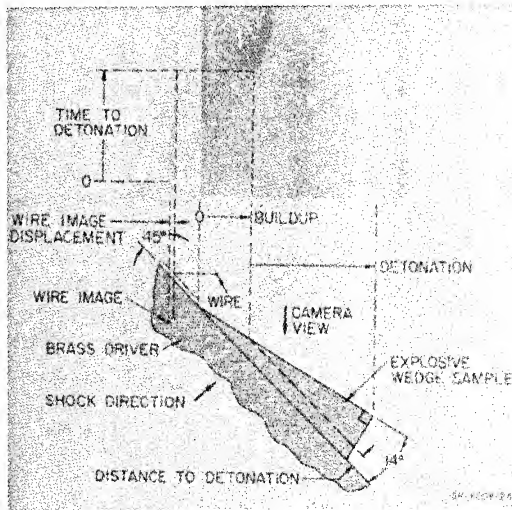 TIME TO
DETONATION
0
WIRE IMAGE
DISPLACEMENT
45°
0
BUILDUP
DETONATION
WIRE IMAGE
WIRE
CAMERA
VIEW
BRASS DRIVER
EXPLOSIVE
WEDGE SAMPLE
SHOCK DIRECTION
14°
DISTANCE TO DETONATION